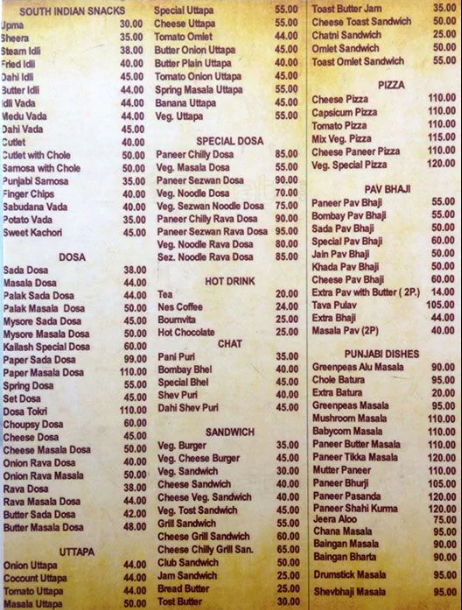 SOUTH INDIAN SNACKS
Upma 30.00
Sheera 35.00
Steam Idli 38.00
Fried Idli 40.00
Dahi Idli 45.00
Butter Idli 44.00
Idli Vada 44.00
Medu Vada 44.00
Dahi Vada 45.00
Cutlet 40.00
Cutlet with Chole 50.00
Samosa with Chole 50.00
Punjabi Samosa 35.00
Finger Chips 40.00
Sabudana Vada 40.00
Potato Vada 35.00
Sweet Kachori 45.00
DOSA
Sada Dosa 38.00
Masala Dosa 44.00
Palak Sada Dosa 44.00
Palak Masala Dosa 50.00
Mysore Sada Dosa 45.00
Mysore Masala Dosa 50.00
Kailash Special Dosa 60.00
Paper Sada Dosa 99.00
Paper Masala Dosa 110.00
Spring Dosa 55.00
Set Dosa 45.00
Dosa Tokri 110.00
Choupsy Dosa 60.00
Cheese Dosa 45.00
Cheese Masala Dosa 50.00
Onion Rava Dosa 40.00
Onion Rava Masala 50.00
Rava Dosa 38.00
Rava Masala Dosa 44.00
Butter Sada Dosa 42.00
Butter Masala Dosa 48.00
UTTAPA
Onion Uttapa 44.00
Cocount Uttapa 44.00
Tomato Uttapa 44.00
Masala Uttapa 50.00
Special Uttapa 55.00
Cheese Uttapa 55.00
Tomato Omlet 44.00
Butter Onion Uttapa 45.00
Butter Plain Uttapa 40.00
Tomato Onion Uttapa 45.00
Spring Masala Uttapa 55.00
Banana Uttapa 45.00
Veg. Uttapa 55.00
SPECIAL DOSA
Paneer Chilly Dosa 85.00
Veg. Masala Dosa 55.00
Paneer Sezwan Dosa 90.00
Veg. Noodle Dosa 70.00
Veg. Sezwan Noodle Dosa 75.00
Paneer Chilly Rava Dosa 90.00
Paneer Sezwan Rava Dosa 95.00
Veg. Noodle Rava Dosa 80.00
Sez. Noodle Rava Dosa 85.00
HOT DRINK
Tea 20.00
Nes Coffee 24.00
Bournvita 25.00
Hot Chocolate 25.00
CHAT
Pani Puri 35.00
Bombay Bhel 40.00
Special Bhel 45.00
Shev Puri 40.00
Dahi Shev Puri 45.00
SANDWICH
Veg. Burger 35.00
Veg. Cheese Burger 45.00
Veg. Sandwich 30.00
Cheese Sandwich 40.00
Cheese Veg. Sandwich 40.00
Veg. Tost Sandwich 45.00
Grill Sandwich 55.00
Cheese Grill Sandwich 60.00
Cheese Chilly Grill San. 65.00
Club Sandwich 50.00
Jam Sandwich 25.00
Bread Butter 25.00
Tost Butter 30.00
Toast Butter Jam 35.00
Cheese Toast Sandwich 50.00
Chatni Sandwich 25.00
Omlet Sandwich 50.00
Toast Omlet Sandwich 55.00
PIZZA
Cheese Pizza 110.00
Capsicum Pizza 110.00
Tomato Pizza 110.00
Mix Veg. Pizza 115.00
Cheese Paneer Pizza 110.00
Veg. Special Pizza 120.00
PAV BHAJI
Paneer Pav Bhaji 55.00
Bombay Pav Bhaji 55.00
Sada Pav Bhaji 50.00
Special Pav Bhaji 60.00
Jain Pav Bhaji 50.00
Khada Pav Bhaji 50.00
Cheese Pav Bhaji 60.00
Extra Pav with Butter ( 2P.) 14.00
Tava Pulav 105.00
Extra Bhaji 44.00
Masala Pav (2P) 40.00
PUNJABI DISHES
Greenpeas Alu Masala 90.00
Chole Batura 95.00
Extra Batura 20.00
Greenpeas Masala 95.00
Mushroom Masala 110.00
Babycorn Masala 110.00
Paneer Butter Masala 110.00
Paneer Tikka Masala 120.00
Mutter Paneer 110.00
Paneer Bhurji 105.00
Paneer Pasanda 120.00
Paneer Shahi Kurma 120.00
Jeera Aloo 75.00
Chana Masala 95.00
Baingan Masala 90.00
Baingan Bharta 90.00
Drumstick Masala 95.00
Shevbhaji Masala 95.00